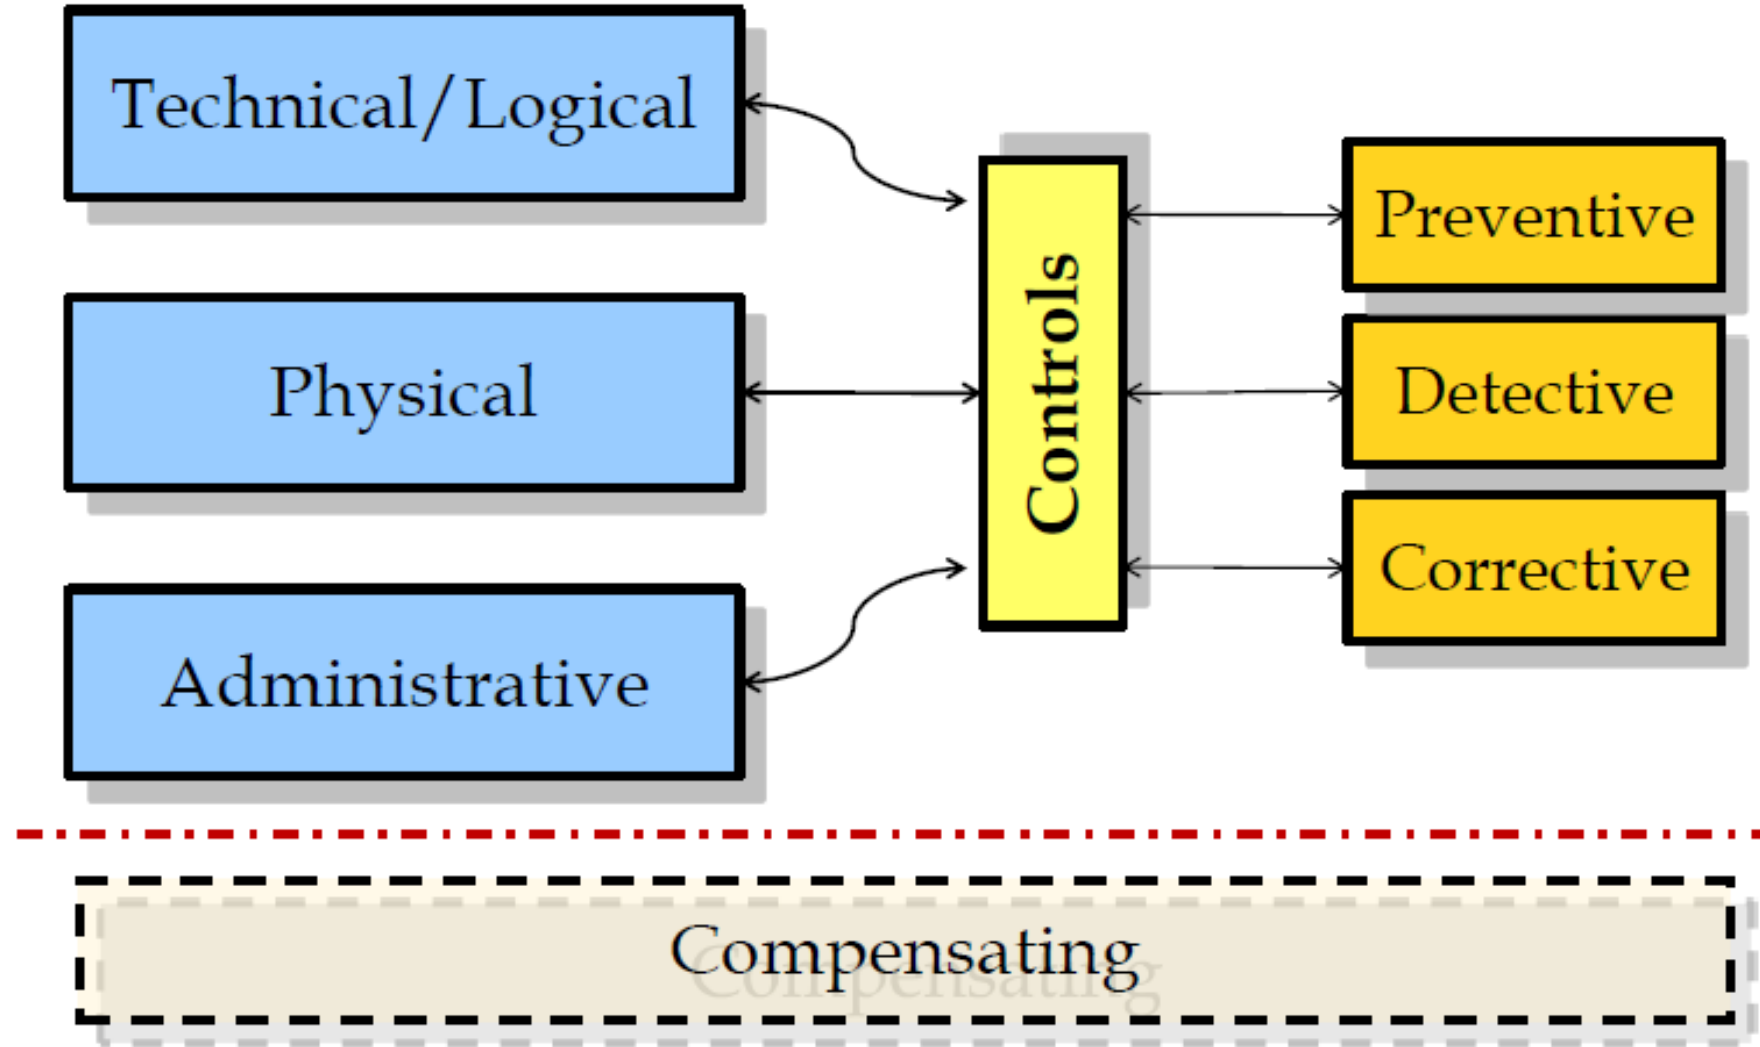 Technical/Logical
Physical
Administrative
Controls
Preventive
Detective
Corrective
Compensating